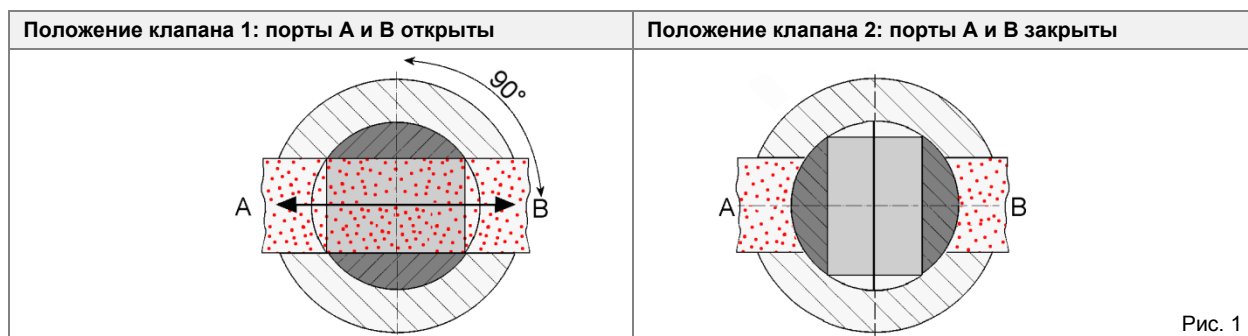 Положение клапана 1: порты A и B открыты
Положение клапана 2: порты A и B закрыты
90°
A
B
A
B
Рис. 1